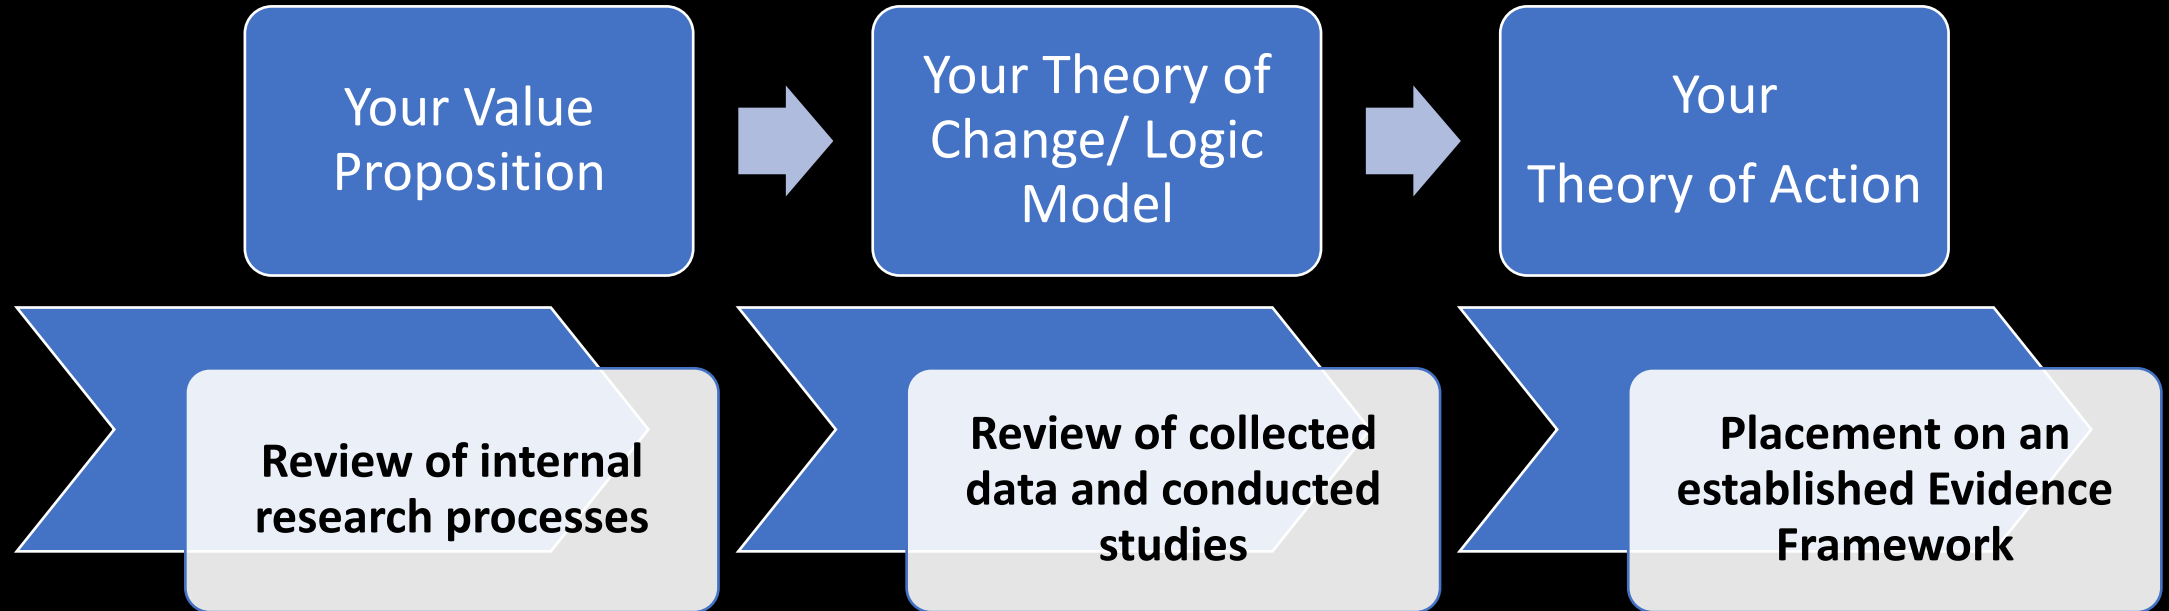 Your Value
Proposition
Your Theory of
Change/ Logic
Model
Your
Theory of Action
Review of internal
research processes
Review of collected
data and conducted
studies
Placement on an
established Evidence
Framework